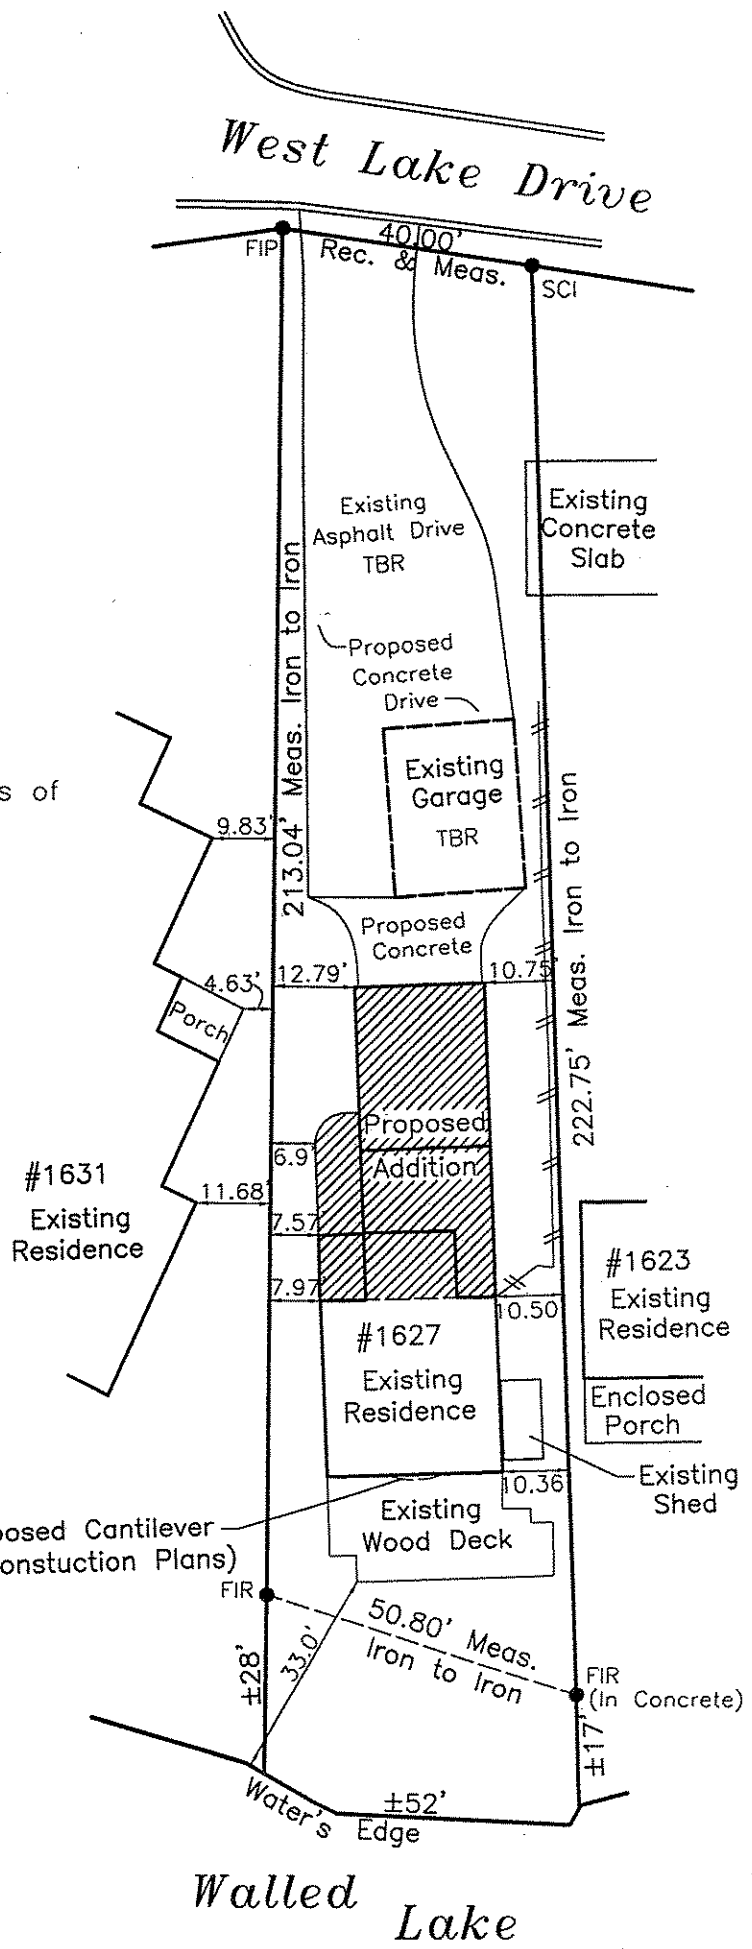 West Lake Drive
40.00'
FIP
Rec. & Meas.
SCI
Existing
Asphalt Drive
TBR
Existing
Concrete
Slab
213.04' Meas. Iron to Iron
Proposed
Concrete
Drive
s of
Existing
Garage
TBR
9.83'
222.75' Meas. Iron to Iron
Proposed
Concrete
12.79'
10.75'
4.63'
Porch
Proposed
Addition
6.9'
#1631
Existing
Residence
11.68'
7.57'
7.97'
10.50'
#1623
Existing
Residence
#1627
Existing
Residence
Enclosed
Porch
Existing
Shed
10.36'
posed Cantilever
onstuction Plans)
Existing
Wood Deck
FIR
50.80' Meas.
Iron to Iron
33.0'
±28'
FIR
(In Concrete)
±17'
±52'
Water's Edge
Walled Lake